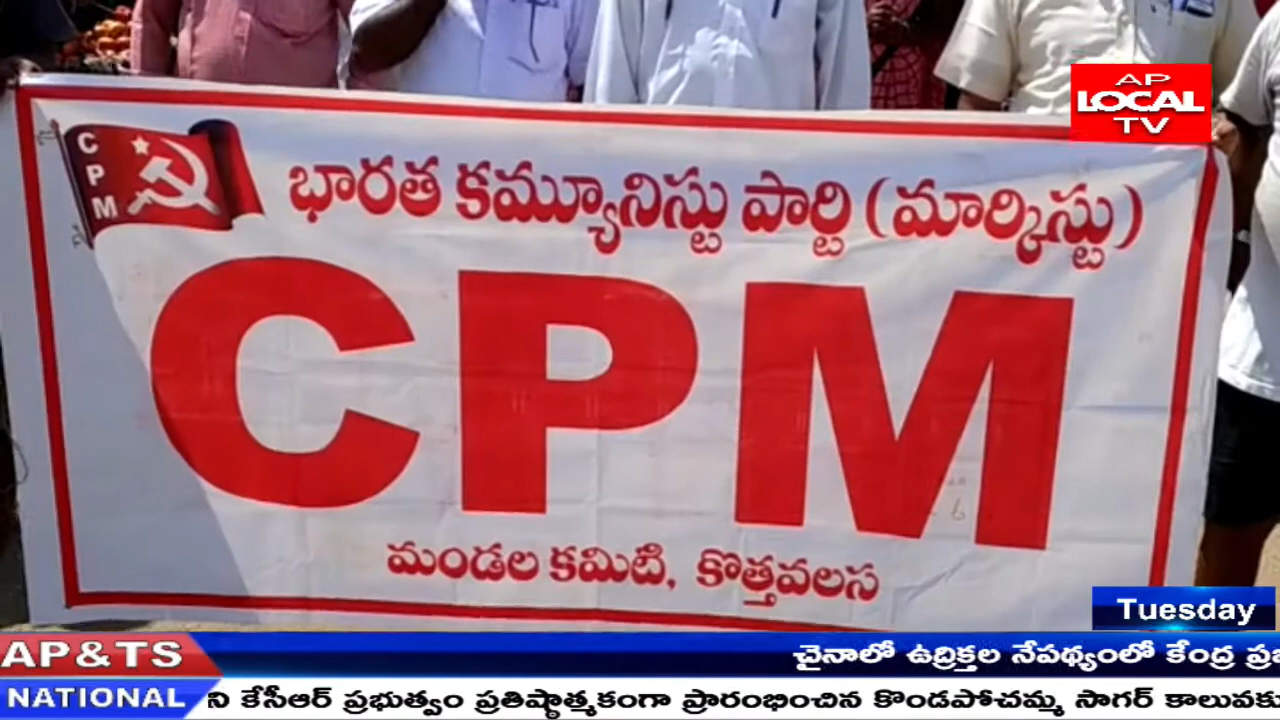 AP
LOCAL
TV
C
P
M
భారత కమ్యూనిస్టు పార్టి (మార్కిస్టు)
CPM
మండల కమిటి, కొత్తవలస
Tuesday
AP&TS
చైనాలో ఉద్రిక్తల నేపథ్యంలో కేంద్ర
NATIONAL
ని కేసీఆర్ ప్రభుత్వం ప్రతిష్ఠాత్మకంగా ప్రారంభించిన కొండపోచమ్మ సాగర్ కాలువకు